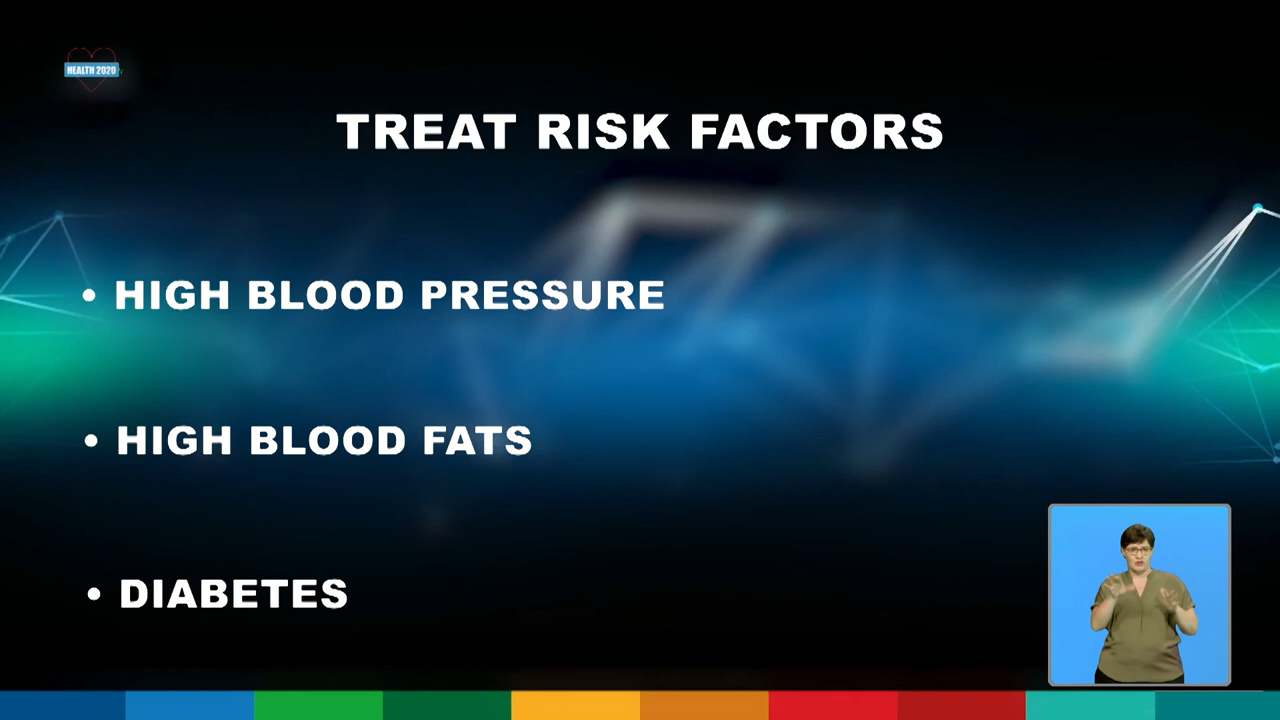 HEALTH 2020
TREAT RISK FACTORS
• HIGH BLOOD PRESSURE
• HIGH BLOOD FATS
• DIABETES